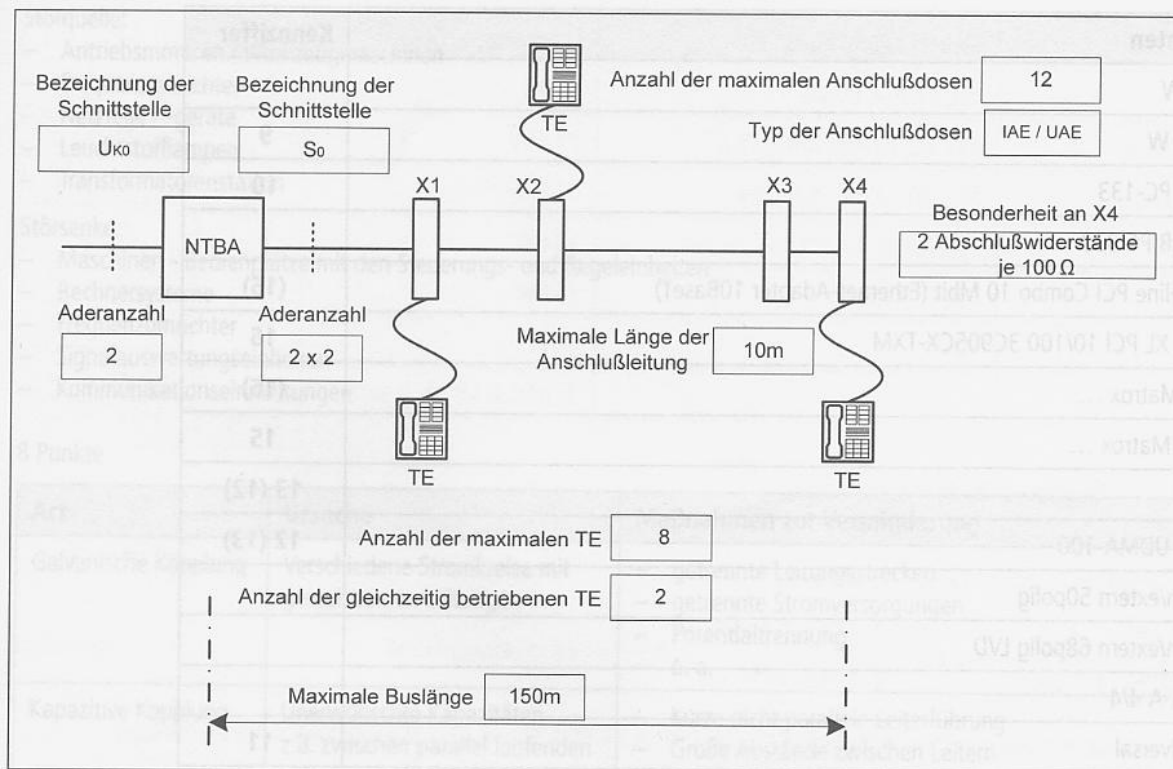 Bezeichnung der
Schnittstelle
UK0
Bezeichnung der
Schnittstelle
S0
TE
Anzahl der maximalen Anschlußdosen
12
Typ der Anschlußdosen
IAE / UAE
X1
X2
X3
X4
NTBA
Besonderheit an X4
2 Abschlußwiderstände
je 100 Ω
Aderanzahl
2
Aderanzahl
2 x 2
Maximale Länge der
Anschlußleitung
10m
TE
TE
Anzahl der maximalen TE
8
Anzahl der gleichzeitig betriebenen TE
2
Maximale Buslänge
150m